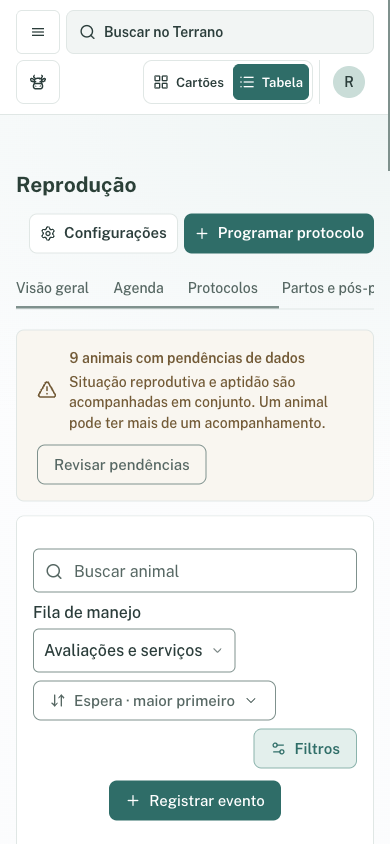 Buscar no Terrano
Cartões
Tabela
R
Reprodução
Configurações
Programar protocolo
Visão geral
Agenda
Protocolos
Partos e pós-p
9 animais com pendências de dados
Situação reprodutiva e aptidão são
acompanhadas em conjunto. Um animal
pode ter mais de um acompanhamento.
Revisar pendências
Buscar animal
Fila de manejo
Avaliações e serviços
Espera · maior primeiro
Filtros
Registrar evento